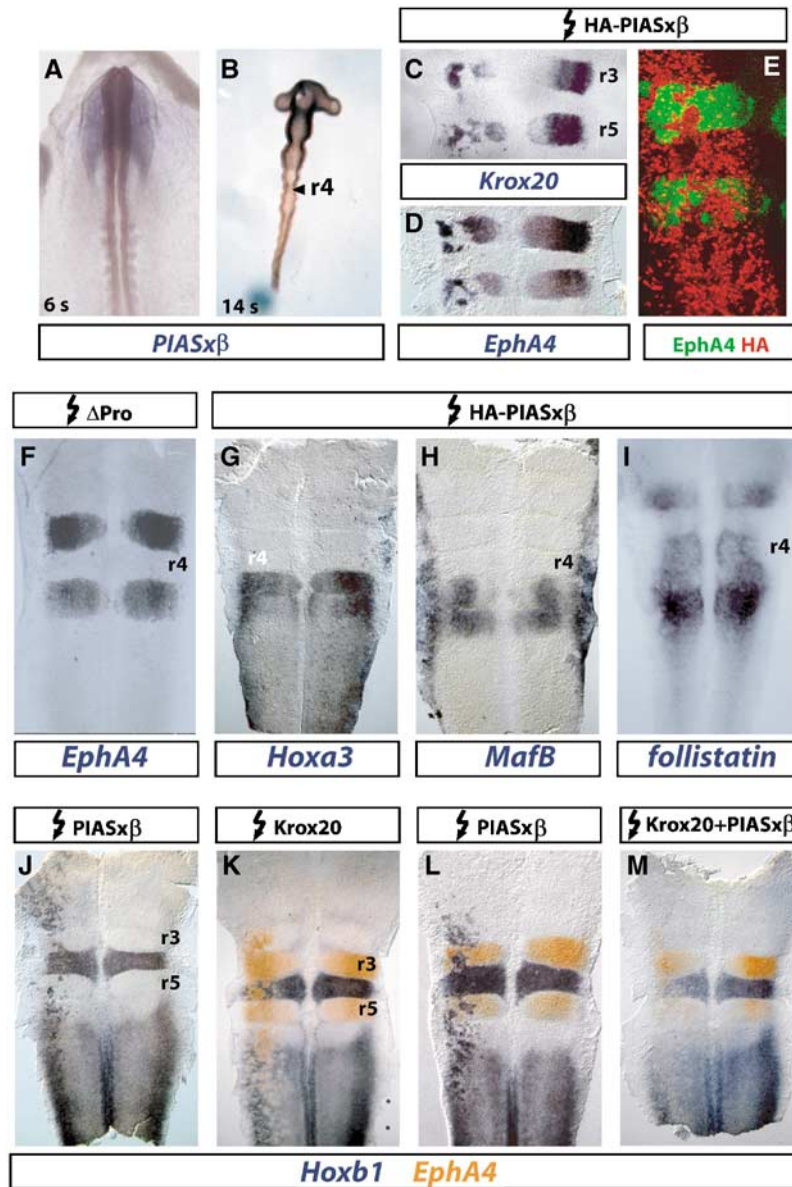 HA-PIASxβ
A
B
C
r3
E
r4
r5
Krox20
D
6 s
14 s
PIASxβ
EphA4
EphA4 HA
ΔPro
HA-PIASxβ
F
G
H
I
r4
r4
r4
r4
EphA4
Hoxa3
MafB
follistatin
PIASxβ
Krox20
PIASxβ
Krox20+PIASxβ
J
K
L
M
r3
r3
r5
r5
Hoxb1 EphA4